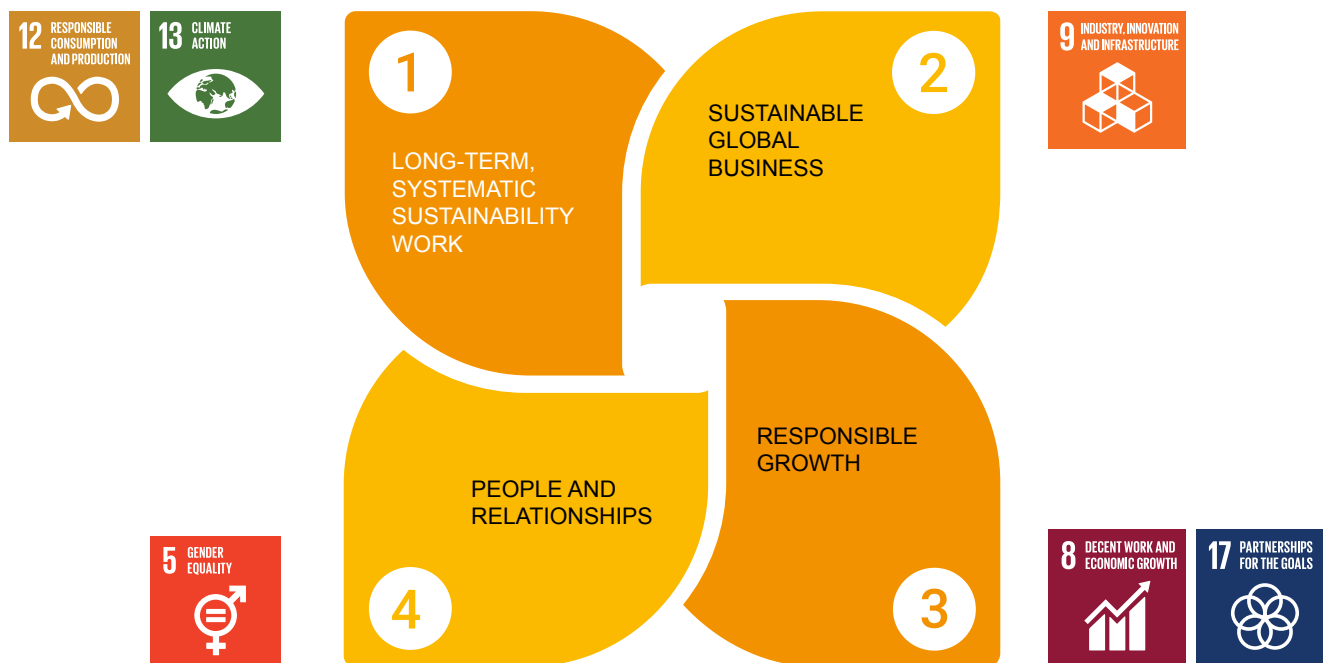 12 RESPONSIBLE
CONSUMPTION
AND PRODUCTION
13 CLIMATE
ACTION
1
LONG-TERM,
SYSTEMATIC
SUSTAINABILITY
WORK
2
SUSTAINABLE
GLOBAL
BUSINESS
9 INDUSTRY, INNOVATION
AND INFRASTRUCTURE
RESPONSIBLE
GROWTH
3
PEOPLE AND
RELATIONSHIPS
4
5 GENDER
EQUALITY
8 DECENT WORK AND
ECONOMIC GROWTH
17 PARTNERSHIPS
FOR THE GOALS